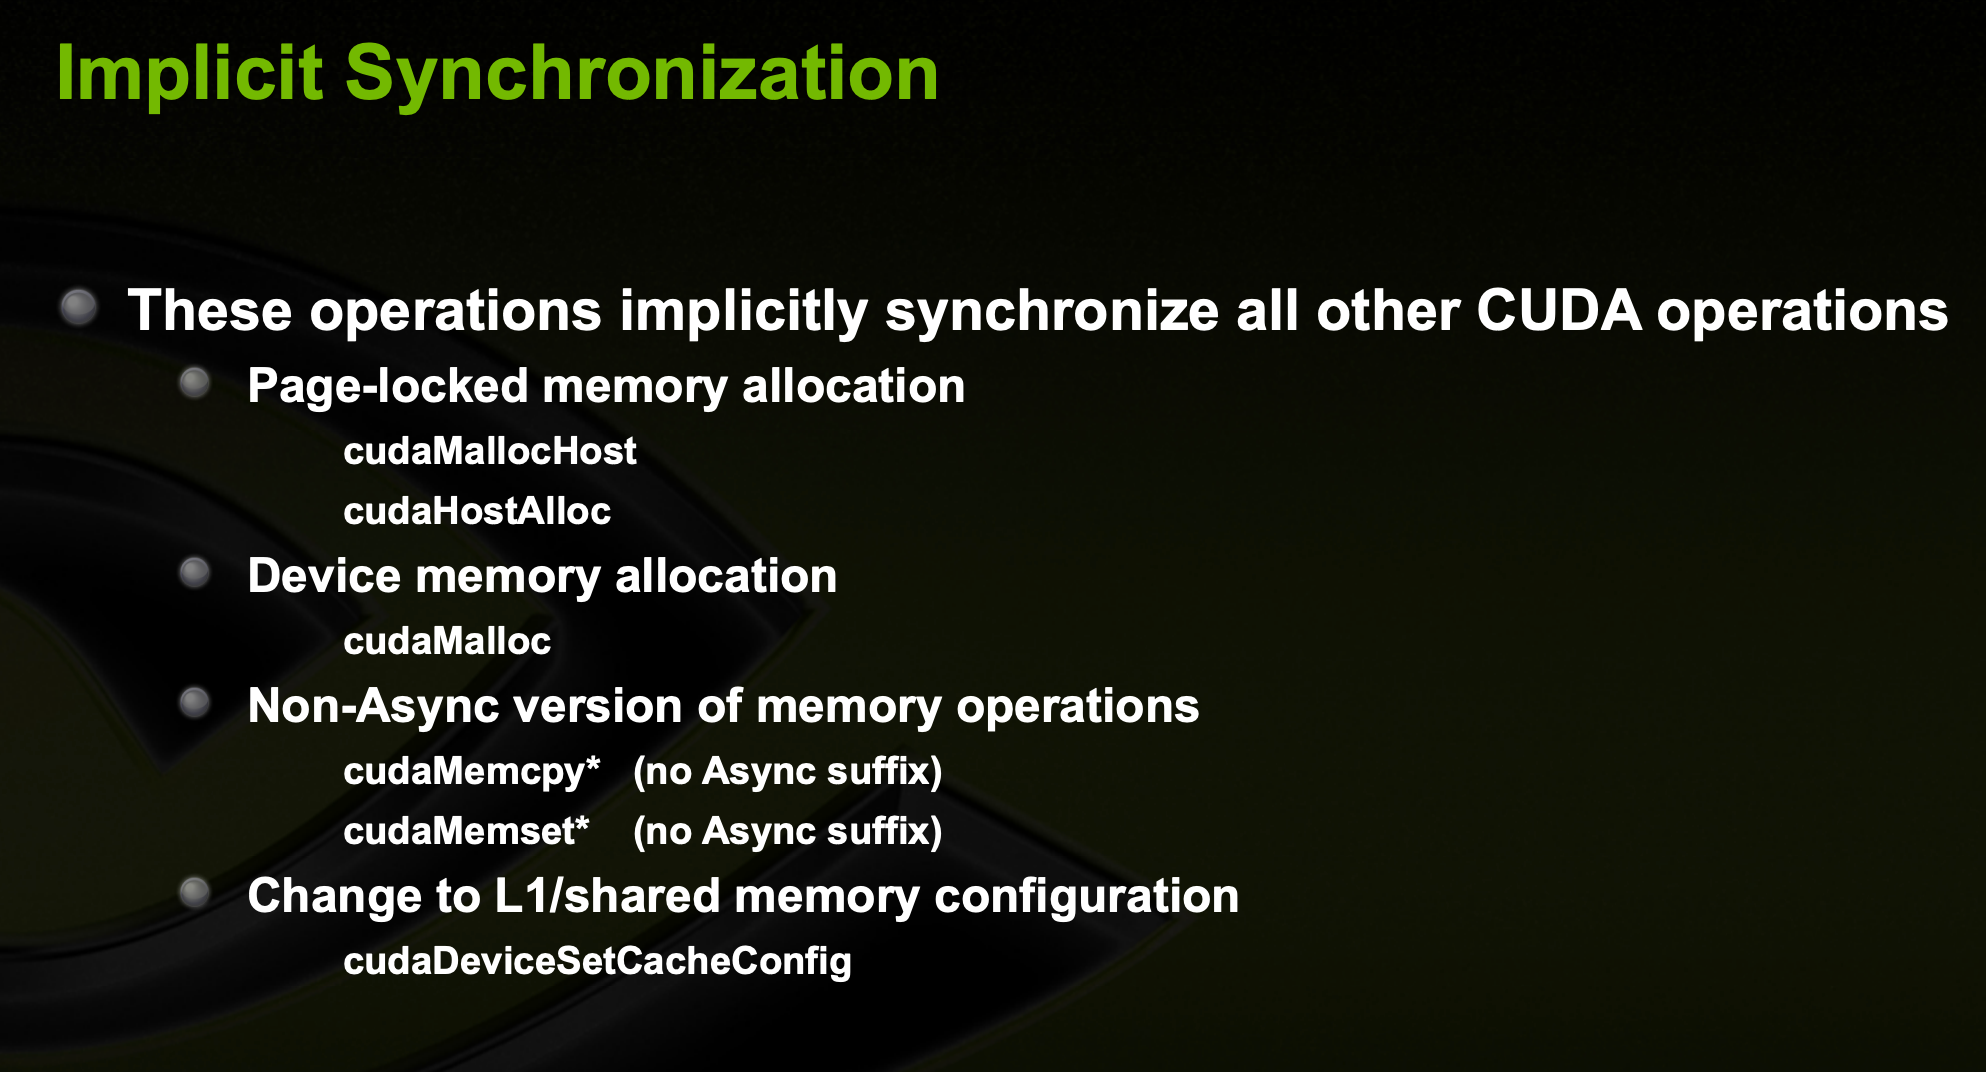 Implicit Synchronization
These operations implicitly synchronize all other CUDA operations
Page-locked memory allocation
cudaMallocHost
cudaHostAlloc
Device memory allocation
cudaMalloc
Non-Async version of memory operations
cudaMemcpy* (no Async suffix)
cudaMemset* (no Async suffix)
Change to L1/shared memory configuration
cudaDeviceSetCacheConfig